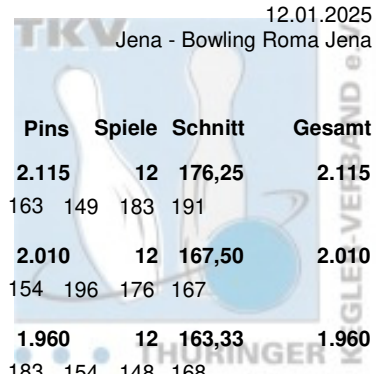 12.01.2025
TKV
Jena - Bowling Roma Jena
Pins Spiele Schnitt Gesamt
2.115 12 176,25 2.115
163 149 183 191
2.010 12 167,50 2.010
154 196 176 167
1.960 12 163,33 1.960
THÜRINGER
183 154 148 168
KEGLER-VERBAND e.V.